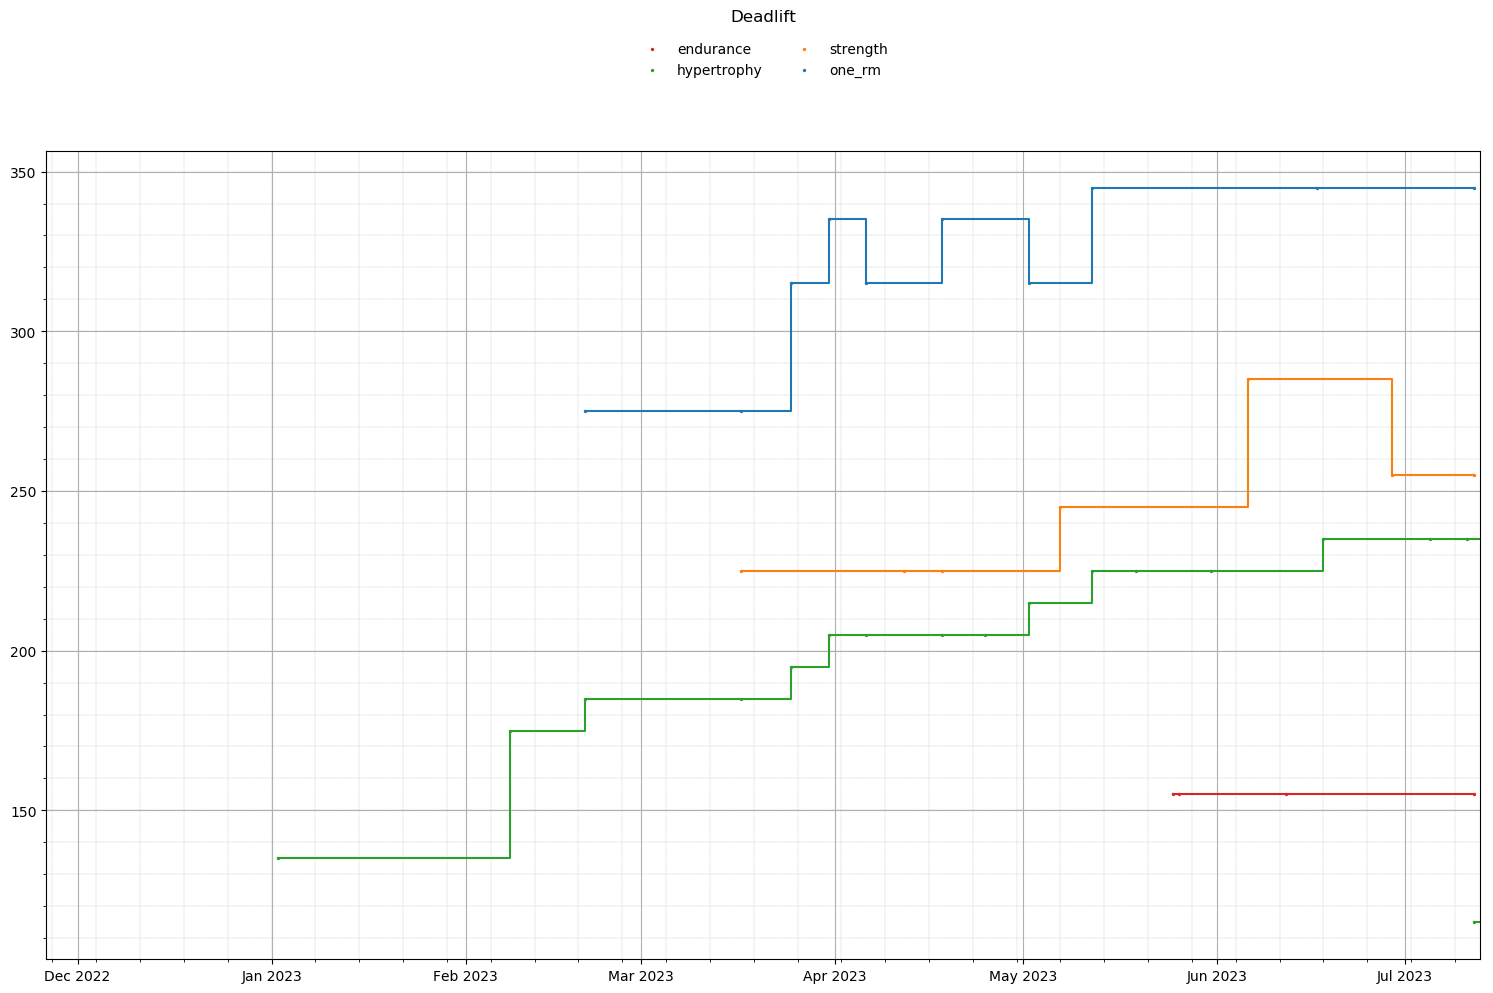 Deadlift
endurance strength
hypertrophy one_rm
350
300
250
200
150
Dec 2022 Jan 2023 Feb 2023 Mar 2023 Apr 2023 May 2023 Jun 2023 Jul 2023